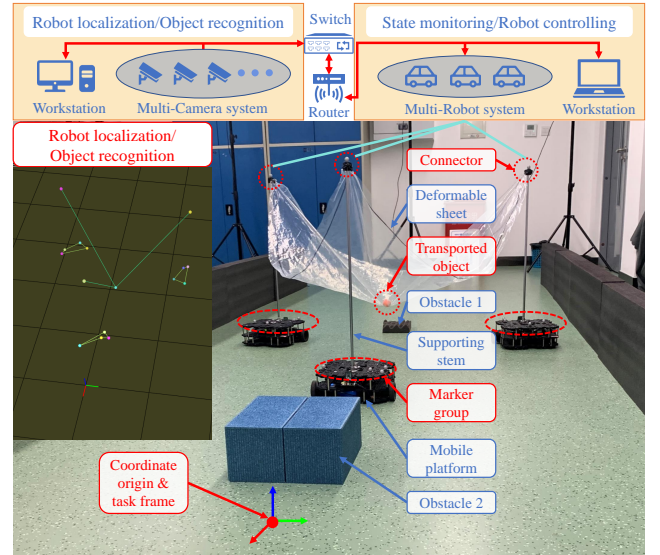 Robot localization/Object recognition
Switch
State monitoring/Robot controlling
Workstation
Multi-Camera system
Router
Multi-Robot system
Workstation
Robot localization/
Object recognition
Connector
Deformable
sheet
Transported
object
Obstacle 1
Supporting
stem
Marker
group
Mobile
platform
Coordinate
origin &
task frame
Obstacle 2